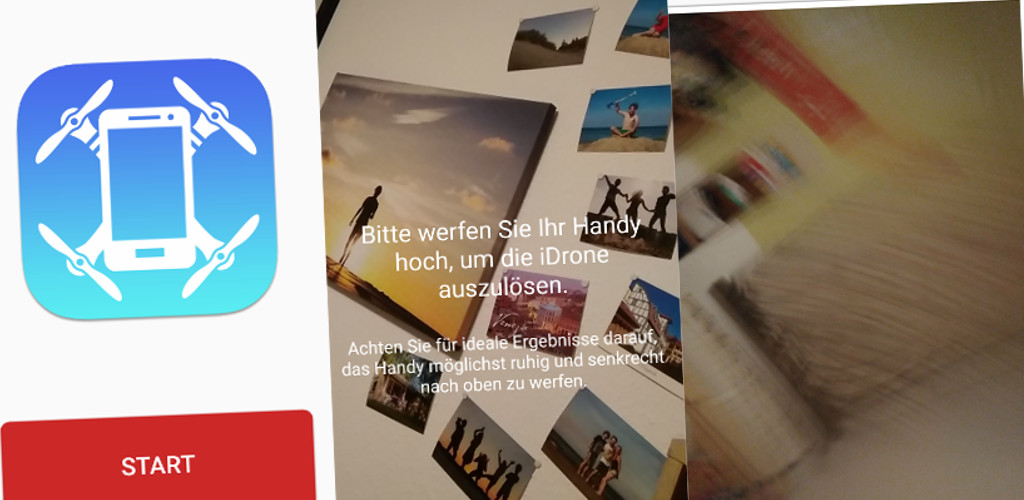 START
Bitte werfen Sie Ihr Handy
hoch, um die iDrone
auszulösen.
Achten Sie für ideale Ergebnisse darauf,
das Handy möglichst ruhig und senkrecht
nach oben zu werfen.